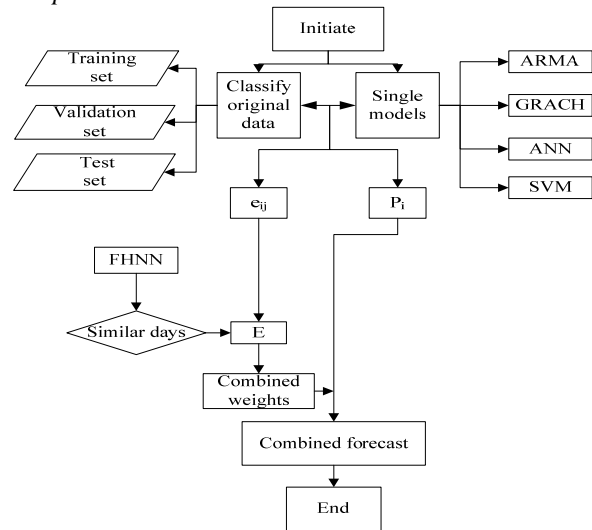 Initiate
Training
set
Validation
set
Test
set
Classify
original
data
Single
models
ARMA
GRACH
ANN
SVM
eij
Pi
FHNN
Similar days
E
Combined
weights
Combined forecast
End